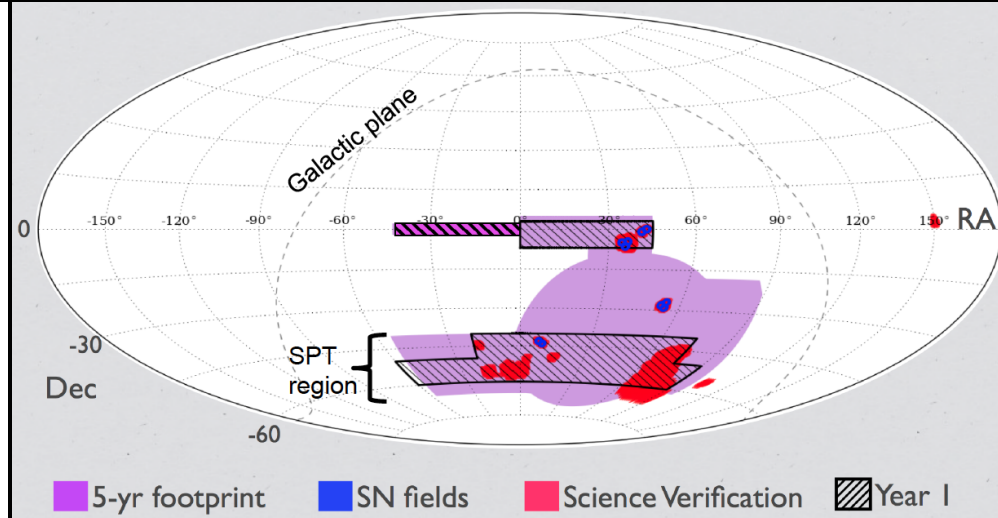 Galactic plane
-150° -120° -90° -60° -30° 0° 30° 60° 90° 120° 150°
0
RA
-30
SPT
region
Dec
-60
5-yr footprint
SN fields
Science Verification
Year 1